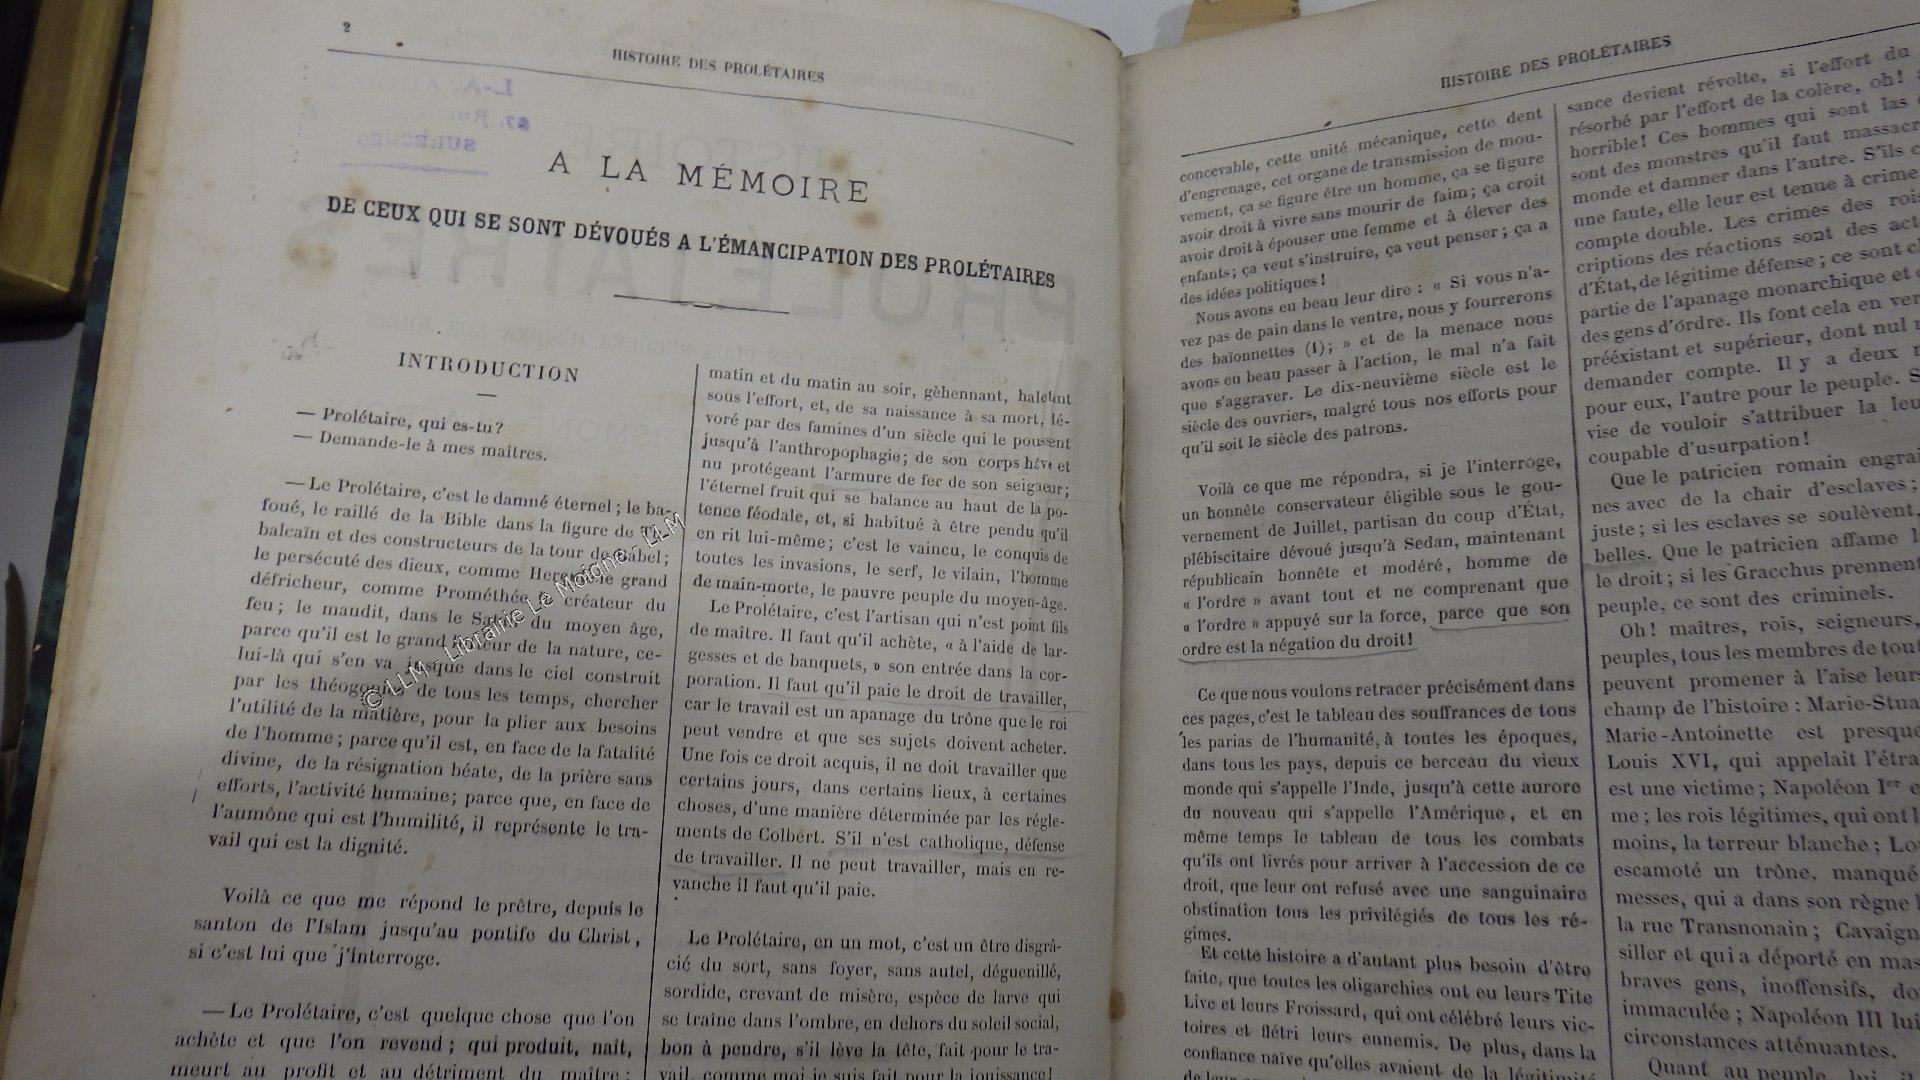 2
HISTOIRE DES PROLÉTAIRES
A LA MÉMOIRE
DE CEUX QUI SE SONT DÉVOUÉS A L'ÉMANCIPATION DES PROLÉTAIRES
INTRODUCTION
— Prolétaire, qui es-tu?
— Demande-le à mes maîtres.
— Le Prolétaire, c'est le damné éternel; le ba-
foué, le raillé de la Bible dans la figure de
balcaïn et des constructeurs de la tour de Babel;
le persécuté des dieux, comme Hercule le grand
défricheur, comme Prométhée le créateur du
feu; le maudit, dans le Satan du moyen âge,
parce qu'il est le grand de la nature, ce-
lui-là qui s'en va jusque dans le ciel construit
par les théogonies de tous les temps, chercher
l'utilité de la matière, pour la plier aux besoins
de l'homme; parce qu'il est, en face de la fatalité
divine, de la résignation béate, de la prière sans
efforts, l'activité humaine; parce que, en face de
l'aumône qui est l'humilité, il représente le tra-
vail qui est la dignité.
Voilà ce que me répond le prêtre, depuis le
santon de l'Islam jusqu'au pontife du Christ,
si c'est lui que j'interroge.
— Le Prolétaire, c'est quelque chose que l'on
achète et que l'on revend; qui produit, naît,
meurt au profit et au détriment du maître;
matin et du matin au soir, gèhennant, haletant
sous l'effort, et, de sa naissance à sa mort, dé-
voré par des famines d'un siècle qui le poussent
jusqu'à l'anthropophagie; de son corps hâve et
nu protégeant l'armure de fer de son seigneur;
l'éternel fruit qui se balance au haut de la po-
tence féodale, et, si habitué à être pendu qu'il
en rit lui-même; c'est le vaincu, le conquis de
toutes les invasions, le serf, le vilain, l'homme
de main-morte, le pauvre peuple du moyen-âge.
Le Prolétaire, c'est l'artisan qui n'est point fils
de maître. Il faut qu'il achète, « à l'aide de lar-
gesses et de banquets, » son entrée dans la cor-
poration. Il faut qu'il paie le droit de travailler,
car le travail est un apanage du trône que le roi
peut vendre et que ses sujets doivent acheter.
Une fois ce droit acquis, il ne doit travailler que
certains jours, dans certains lieux, à certaines
choses, d'une manière déterminée par les régle-
ments de Colbert. S'il n'est catholique, défense
de travailler. Il ne peut travailler, mais en re-
vanche il faut qu'il paie.
Le Prolétaire, en un mot, c'est un être disgrâ-
cié du sort, sans foyer, sans autel, déguenillé,
sordide, crevant de misère, espèce de larve qui
se traîne dans l'ombre, en dehors du soleil social,
bon à pendre, s'il lève la tête, fait pour le tra-
vail, comme moi je suis fait pour la jouissance!
HISTOIRE DES PROLÉTAIRES
concevable, cette unité mécanique, cette dent
d'engrenage, cet organe de transmission de mou-
vement, ça se figure être un homme, ça se figure
avoir droit à vivre sans mourir de faim; ça croit
avoir droit à épouser une femme et à élever des
enfants; ça veut s'instruire, ça veut penser; ça a
des idées politiques!
Nous avons eu beau leur dire: « Si vous n'a-
vez pas de pain dans le ventre, nous y fourrerons
des baïonnettes (1); » et de la menace nous
avons eu beau passer à l'action, le mal n'a fait
que s'aggraver. Le dix-neuvième siècle est le
siècle des ouvriers, malgré tous nos efforts pour
qu'il soit le siècle des patrons.
Voilà ce que me répondra, si je l'interroge,
un honnête conservateur éligible sous le gou-
vernement de Juillet, partisan du coup d'État,
plébiscitaire dévoué jusqu'à Sedan, maintenant
républicain honnête et modéré, homme de
« l'ordre » avant tout et ne comprenant que
« l'ordre » appuyé sur la force, parce que son
ordre est la négation du droit!
Ce que nous voulons retracer précisément dans
ces pages, c'est le tableau des souffrances de tous
les parias de l'humanité, à toutes les époques,
dans tous les pays, depuis ce berceau du vieux
monde qui s'appelle l'Inde, jusqu'à cette aurore
du nouveau qui s'appelle l'Amérique, et en
même temps le tableau de tous les combats
qu'ils ont livrés pour arriver à l'accession de ce
droit, que leur ont refusé avec une sanguinaire
obstination tous les privilégiés de tous les ré-
gimes.
Et cette histoire a d'autant plus besoin d'être
faite, que toutes les oligarchies ont eu leurs Tite
Live et leurs Froissard, qui ont célébré leurs vic-
toires et flétri leurs ennemis. De plus, dans la
confiance naïve qu'elles avaient de la légitimité
sance devient révolte, si l'effort du
résorbé par l'effort de la colère, oh!
horrible! Ces hommes qui sont las
sont des monstres qu'il faut massacr
monde et damner dans l'autre. S'ils
une faute, elle leur est tenue à crime
compte double. Les crimes des rois
criptions des réactions sont des act
d'État, de légitime défense; ce sont
partie de l'apanage monarchique et
des gens d'ordre. Ils font cela en ver
préexistant et supérieur, dont nul
demander compte. Il y a deux
pour eux, l'autre pour le peuple. S
vise de vouloir s'attribuer la leu
coupable d'usurpation!
Que le patricien romain engrai
nes avec de la chair d'esclaves;
juste; si les esclaves se soulèvent,
belles. Que le patricien affame l
le droit; si les Gracchus prennent
peuple, ce sont des criminels.
Oh! maîtres, rois, seigneurs,
peuples, tous les membres de tout
peuvent promener à l'aise leurs
champ de l'histoire: Marie-Stua
Marie-Antoinette est presque
Louis XVI, qui appelait l'étra
est une victime; Napoléon Ier
me; les rois légitimes, qui ont l
moins, la terreur blanche; Lo
escamoté un trône, manqué
messes, qui a dans son règne
la rue Transnonain; Cavaign
siller et qui a déporté en mas
braves gens, inoffensifs, do
immaculée; Napoléon III lui
circonstances atténuantes.
Quant au peuple, lui, il
© LLM - Librairie Le Moigne - LLM